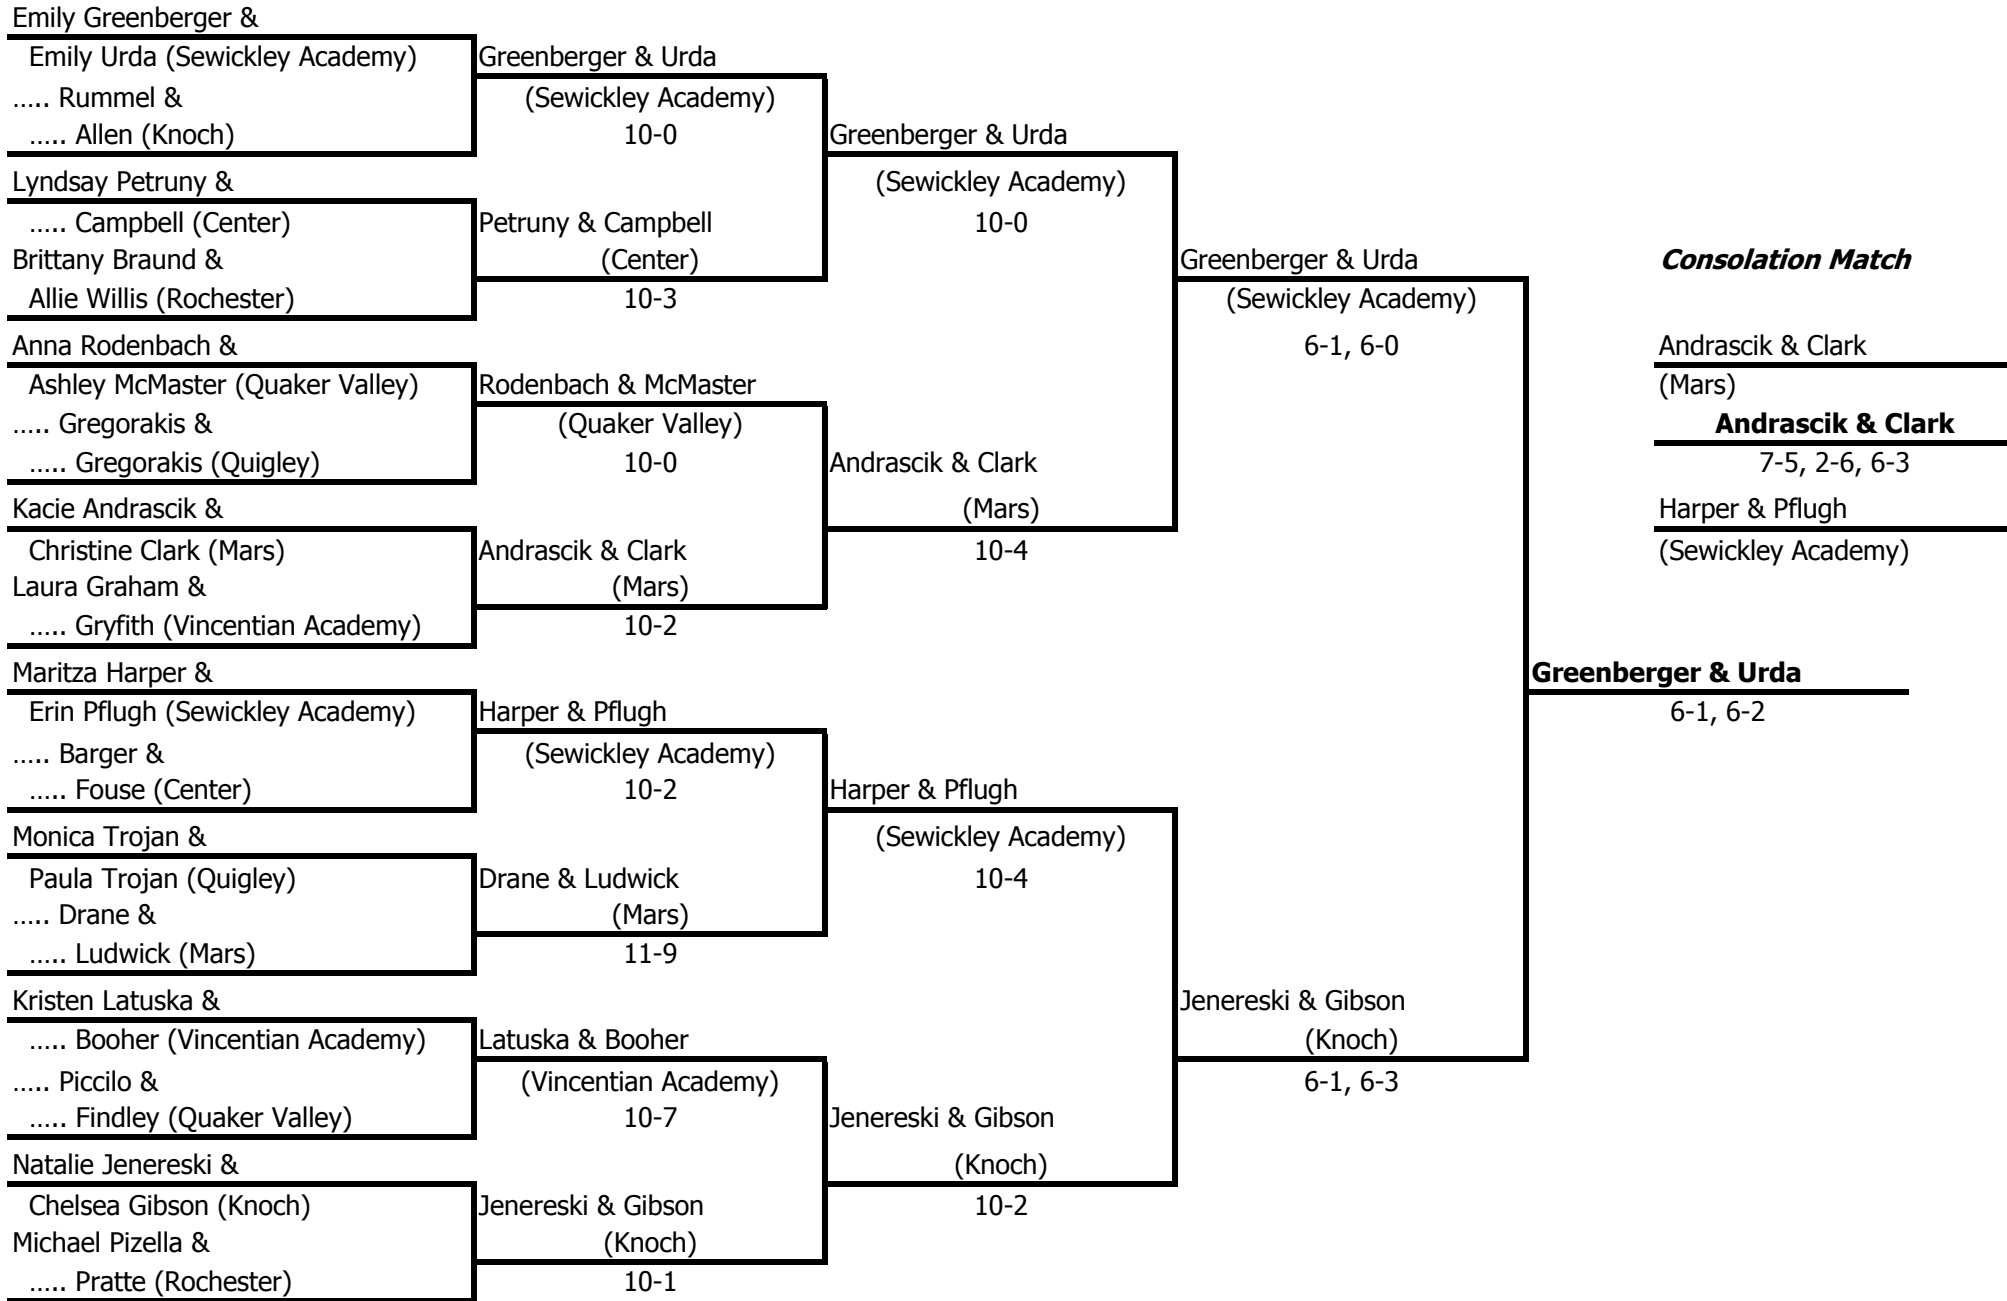 Emily Greenberger &
Emily Urda (Sewickley Academy)
….. Rummel &
….. Allen (Knoch)
Lyndsay Petruny &
….. Campbell (Center)
Brittany Braund &
Allie Willis (Rochester)
Anna Rodenbach &
Ashley McMaster (Quaker Valley)
….. Gregorakis &
….. Gregorakis (Quigley)
Kacie Andrascik &
Christine Clark (Mars)
Laura Graham &
….. Gryfith (Vincentian Academy)
Maritza Harper &
Erin Pflugh (Sewickley Academy)
….. Barger &
….. Fouse (Center)
Monica Trojan &
Paula Trojan (Quigley)
….. Drane &
….. Ludwick (Mars)
Kristen Latuska &
….. Booher (Vincentian Academy)
….. Piccilo &
….. Findley (Quaker Valley)
Natalie Jenereski &
Chelsea Gibson (Knoch)
Michael Pizella &
….. Pratte (Rochester)
Greenberger & Urda
(Sewickley Academy)
10-0
Petruny & Campbell
(Center)
10-3
Rodenbach & McMaster
(Quaker Valley)
10-0
Andrascik & Clark
(Mars)
10-2
Harper & Pflugh
(Sewickley Academy)
10-2
Drane & Ludwick
(Mars)
11-9
Latuska & Booher
(Vincentian Academy)
10-7
Jenereski & Gibson
(Knoch)
10-1
Greenberger & Urda
(Sewickley Academy)
10-0
Andrascik & Clark
(Mars)
10-4
Harper & Pflugh
(Sewickley Academy)
10-4
Jenereski & Gibson
(Knoch)
10-2
Greenberger & Urda
(Sewickley Academy)
6-1, 6-0
Jenereski & Gibson
(Knoch)
6-1, 6-3
Greenberger & Urda
6-1, 6-2
Consolation Match
Andrascik & Clark
(Mars)
Andrascik & Clark
7-5, 2-6, 6-3
Harper & Pflugh
(Sewickley Academy)